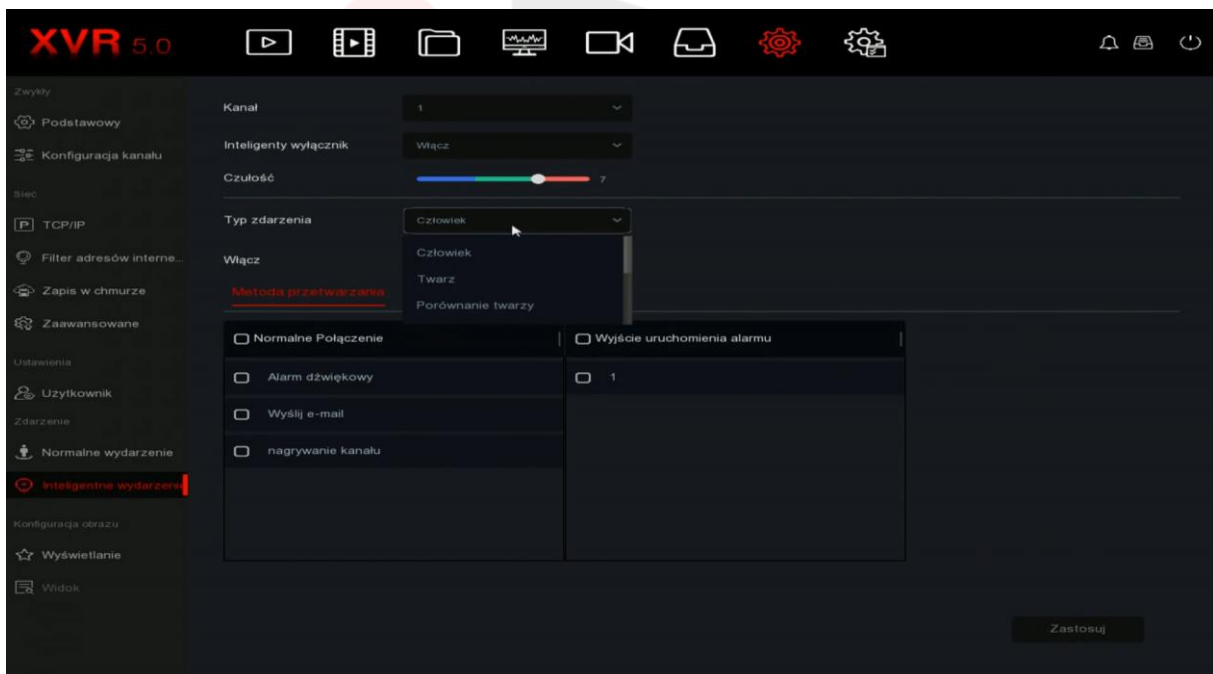 XVR 5.0
Zwykły
Podstawowy
Konfiguracja kanału
Sieć
TCP/IP
Filter adresów interne...
Zapis w chmurze
Zaawansowane
Ustawienia
Użytkownik
Zdarzenie
Normalne wydarzenie
Inteligentne wydarzenie
Konfiguracja obrazu
Wyświetlanie
Widok
Kanał 1
Inteligenty wyłącznik Włącz
Czułość 7
Typ zdarzenia Człowiek
Człowiek
Włącz
Twarz
Metoda przetwarzania
Porównanie twarzy
Normalne Połączenie Wyjście uruchomienia alarmu
Alarm dźwiękowy 1
Wyślij e-mail
nagrywanie kanału
Zastosuj